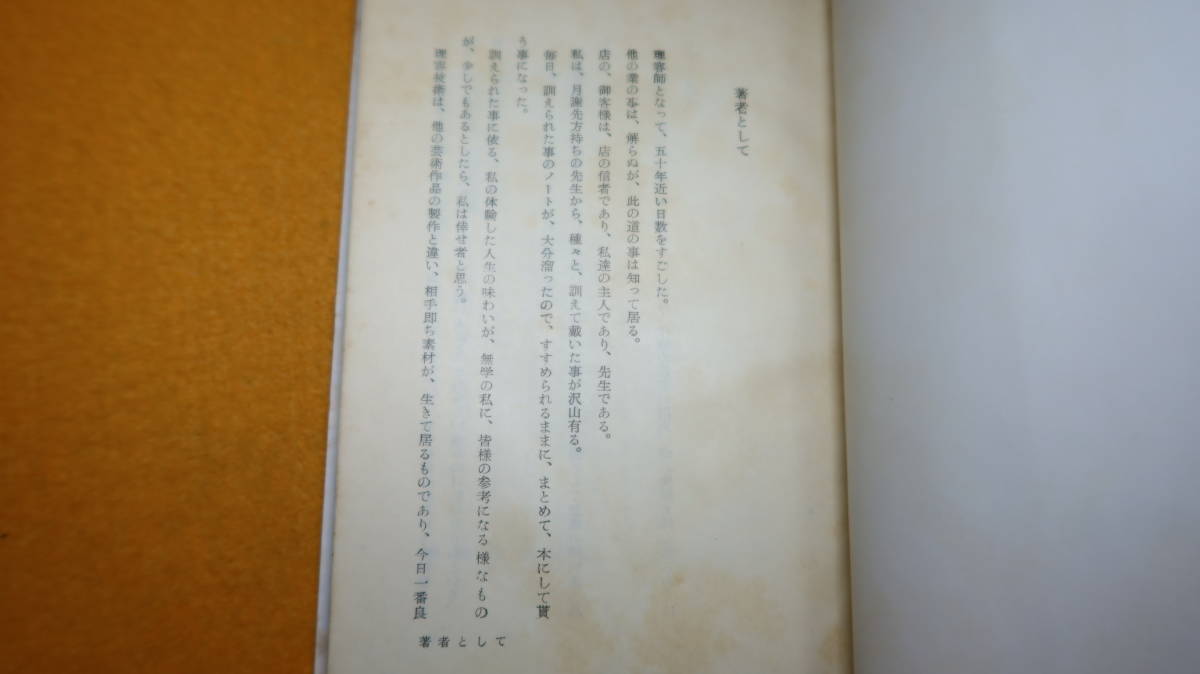 著者として
理容師となって、五十年近い日数をすごした。
他の業の事は、解らぬが、此の道の事は知って居る。
店の、御客様は、店の信者であり、私達の主人であり、先生である。
私は、月謝先方持ちの先生から、種々と、訓えて戴いた事が沢山有る。
毎日、訓えられた事のノートが、大分溜ったので、すすめられるままに、まとめて、本にして貰
う事になった。
訓えられた事に依る、私の体験した人生の味わいが、無学の私に、皆様の参考になる様なもの
が、少しでもあるとしたら、私は倖せ者と思う。
理容技術は、他の芸術作品の製作と違い、相手即ち素材が、生きて居るものであり、今日一番良
著者として